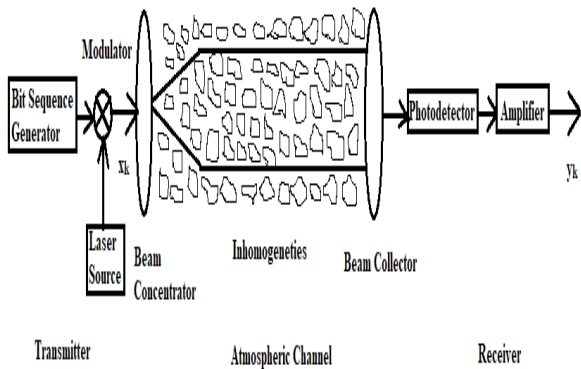 Modulator
Bit Sequence
Generator
Photodetector
Amplifier
xk
yk
Laser
Source
Beam
Concentrator
Inhomogeneties
Beam Collector
Transmitter
Atmospheric Channel
Receiver